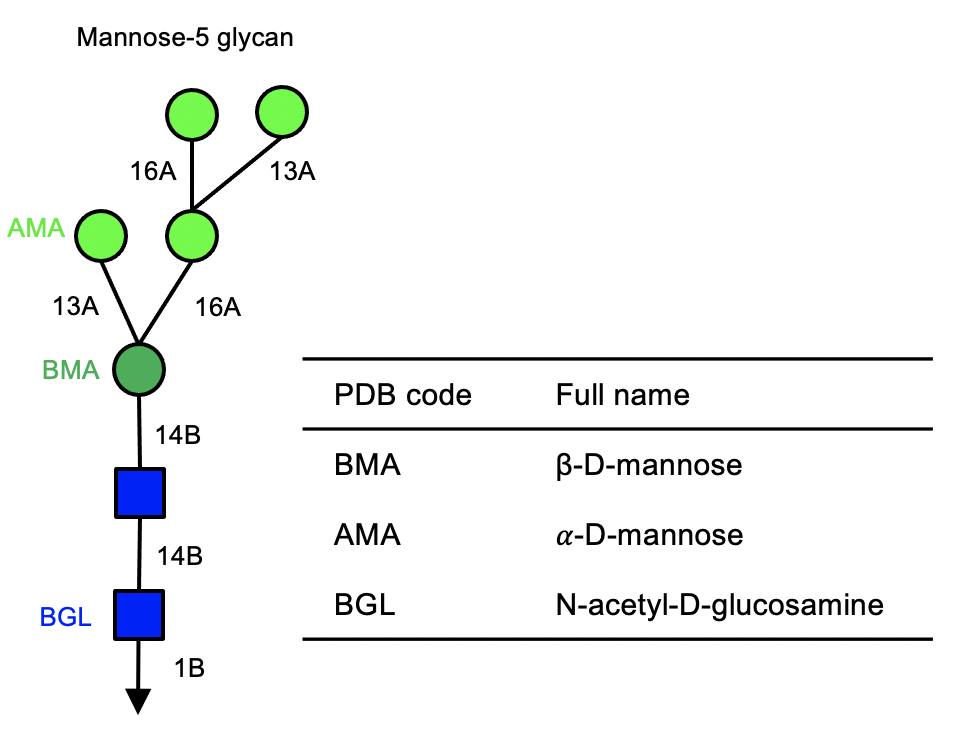 Mannose-5 glycan
16A
13A
AMA
13A
16A
BMA
14B
14B
BGL
1B
PDB code Full name
BMA β-D-mannose
AMA α-D-mannose
BGL N-acetyl-D-glucosamine